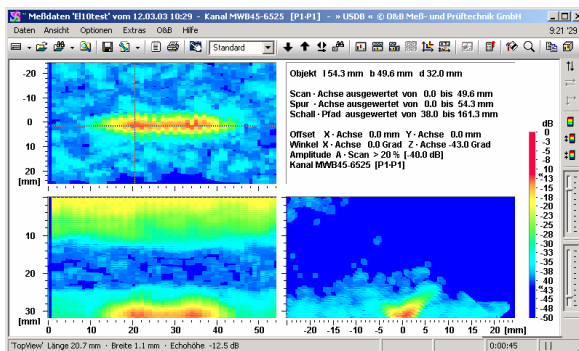 Meßdaten 'El10test' vom 12.03.03 10:29 - Kanal MWB45-6525 [P1-P1] - » USDB « © O&B Meß- und Prüftechnik GmbH
Daten Ansicht Optionen Extras O&B Hilfe
9.21 '29
Standard
-20
-10
0
10
20
[mm]
Objekt l 54.3 mm b 49.6 mm d 32.0 mm
Scan - Achse ausgewertet von 0.0 bis 49.6 mm
Spur - Achse ausgewertet von 0.0 bis 54.3 mm
Schall - Pfad ausgewertet von 38.0 bis 161.3 mm
Offset X - Achse 0.0 mm Y - Achse 0.0 mm
Winkel X - Achse 0.0 Grad Z - Achse -43.0 Grad
Amplitude A - Scan > 20 % [-40.0 dB]
Kanal MWB45-6525 [P1-P1]
dB
0
-3
-5
-8
-10
-13
-15
-18
-20
-23
-25
-28
-30
-33
-35
-38
-40
-43
-45
-48
-50
10
20
30
[mm]
0 10 20 30 40 50
-20 -15 -10 -5 0 5 10 15 20 [mm]
'TopView' Länge 20.7 mm - Breite 1.1 mm - Echohöhe -12.5 dB
0:00:45